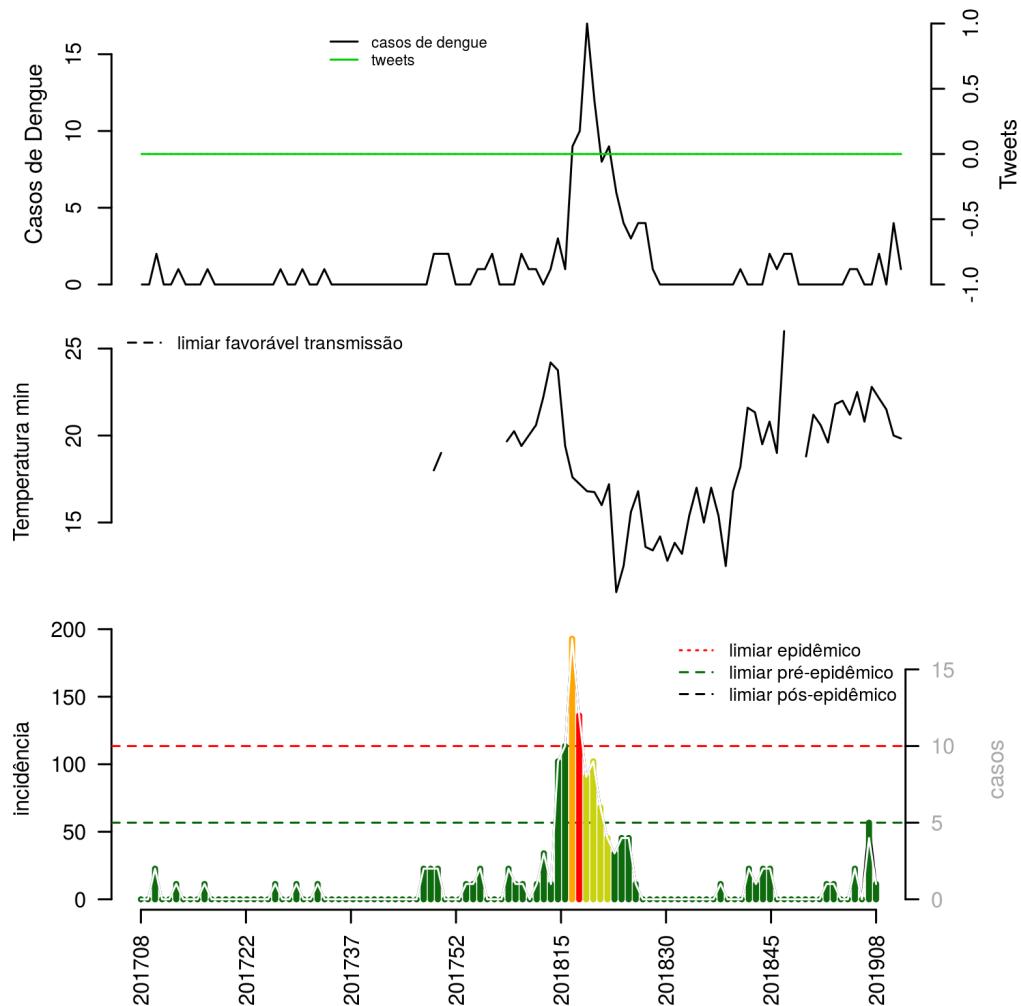 casos de dengue
tweets
Casos de Dengue
0
5
10
15
Tweets
-1.0
-0.5
0.0
0.5
1.0
limiar favorável transmissão
Temperatura min
15
20
25
limiar epidêmico
limiar pré-epidêmico
limiar pós-epidêmico
incidência
0
50
100
150
200
casos
0
5
10
15
201708
201722
201737
201752
201815
201830
201845
201908